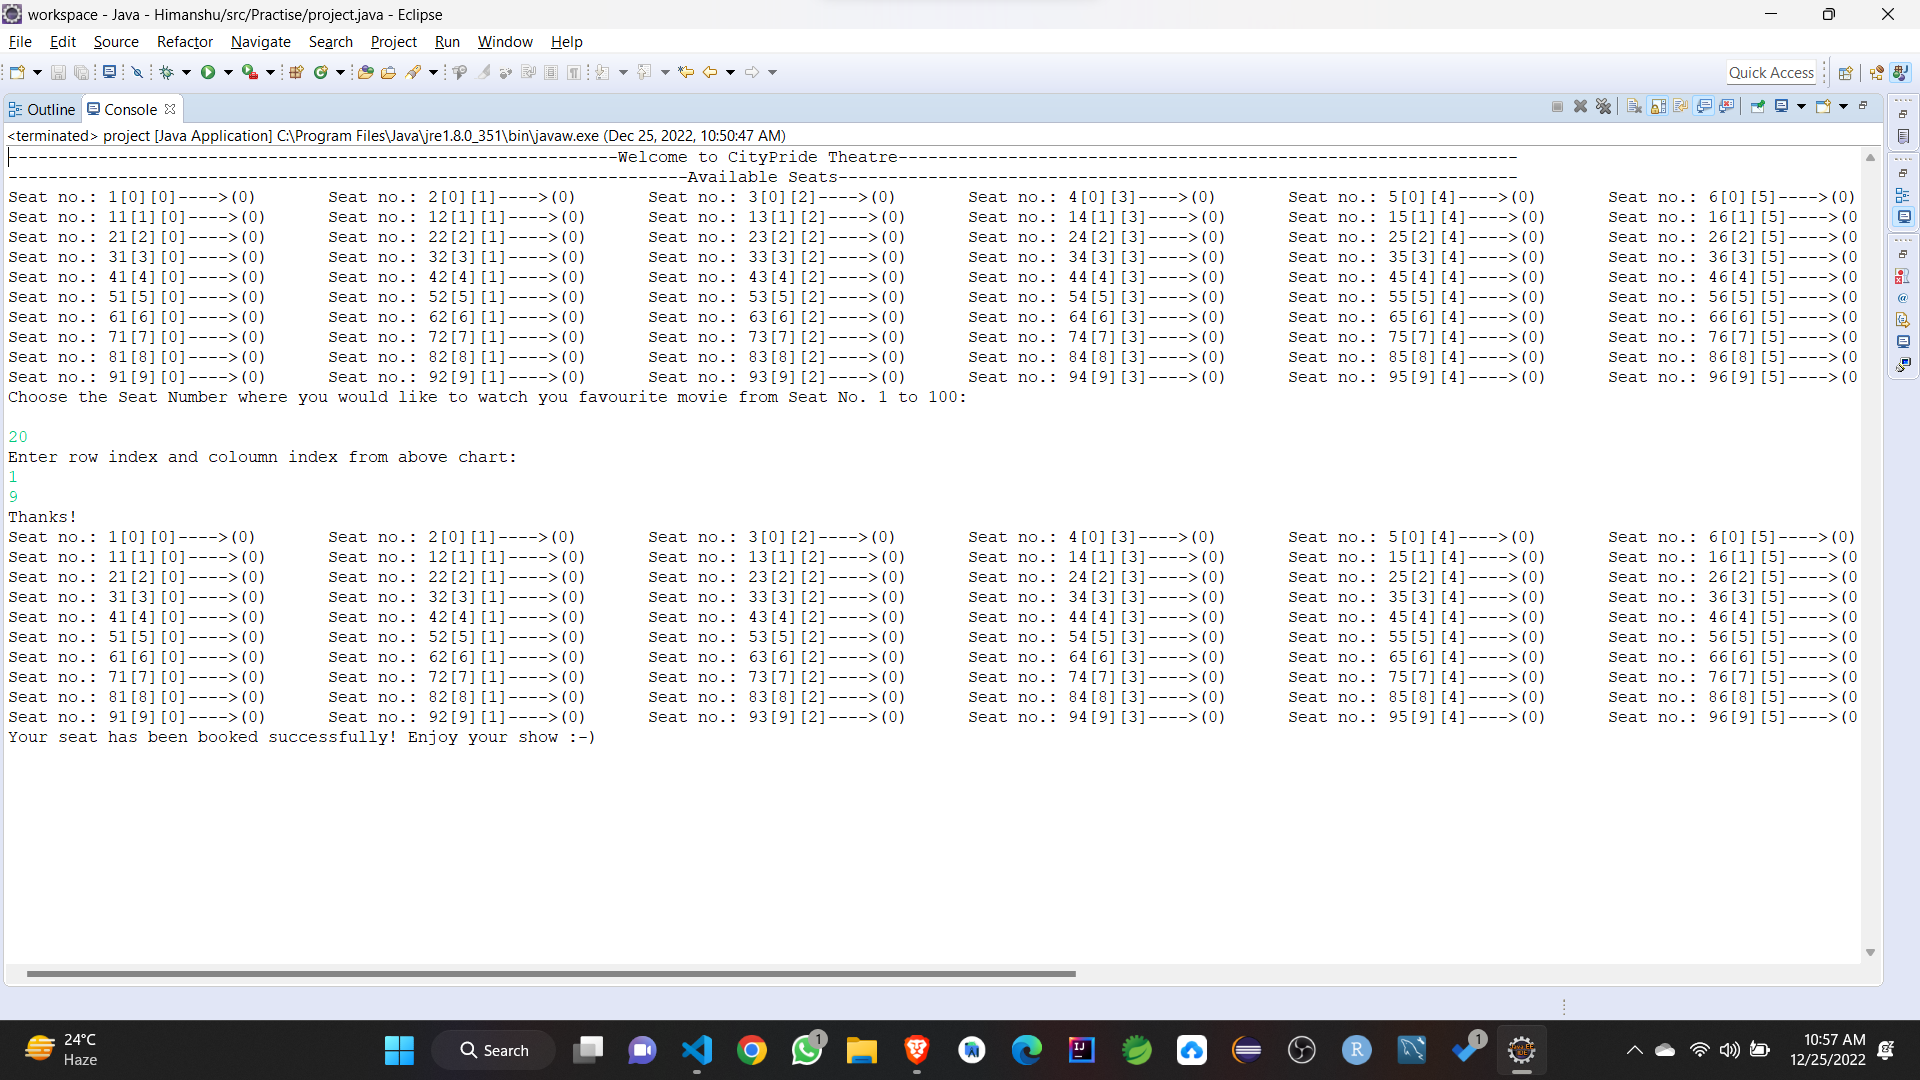 workspace - Java - Himanshu/src/Practise/project.java - Eclipse
File Edit Source Refactor Navigate Search Project Run Window Help
Quick Access
Outline Console
<terminated> project [Java Application] C:\Program Files\Java\jre1.8.0_351\bin\javaw.exe (Dec 25, 2022, 10:50:47 AM)
-------------------------------------------------------------Welcome to CityPride Theatre--------------------------------------------------------------
--------------------------------------------------------------------Available Seats--------------------------------------------------------------------
Seat no.: 1[0][0]---->(0) Seat no.: 2[0][1]---->(0) Seat no.: 3[0][2]---->(0) Seat no.: 4[0][3]---->(0) Seat no.: 5[0][4]---->(0) Seat no.: 6[0][5]---->(0)
Seat no.: 11[1][0]---->(0) Seat no.: 12[1][1]---->(0) Seat no.: 13[1][2]---->(0) Seat no.: 14[1][3]---->(0) Seat no.: 15[1][4]---->(0) Seat no.: 16[1][5]---->(0
Seat no.: 21[2][0]---->(0) Seat no.: 22[2][1]---->(0) Seat no.: 23[2][2]---->(0) Seat no.: 24[2][3]---->(0) Seat no.: 25[2][4]---->(0) Seat no.: 26[2][5]---->(0
Seat no.: 31[3][0]---->(0) Seat no.: 32[3][1]---->(0) Seat no.: 33[3][2]---->(0) Seat no.: 34[3][3]---->(0) Seat no.: 35[3][4]---->(0) Seat no.: 36[3][5]---->(0
Seat no.: 41[4][0]---->(0) Seat no.: 42[4][1]---->(0) Seat no.: 43[4][2]---->(0) Seat no.: 44[4][3]---->(0) Seat no.: 45[4][4]---->(0) Seat no.: 46[4][5]---->(0
Seat no.: 51[5][0]---->(0) Seat no.: 52[5][1]---->(0) Seat no.: 53[5][2]---->(0) Seat no.: 54[5][3]---->(0) Seat no.: 55[5][4]---->(0) Seat no.: 56[5][5]---->(0
Seat no.: 61[6][0]---->(0) Seat no.: 62[6][1]---->(0) Seat no.: 63[6][2]---->(0) Seat no.: 64[6][3]---->(0) Seat no.: 65[6][4]---->(0) Seat no.: 66[6][5]---->(0
Seat no.: 71[7][0]---->(0) Seat no.: 72[7][1]---->(0) Seat no.: 73[7][2]---->(0) Seat no.: 74[7][3]---->(0) Seat no.: 75[7][4]---->(0) Seat no.: 76[7][5]---->(0
Seat no.: 81[8][0]---->(0) Seat no.: 82[8][1]---->(0) Seat no.: 83[8][2]---->(0) Seat no.: 84[8][3]---->(0) Seat no.: 85[8][4]---->(0) Seat no.: 86[8][5]---->(0
Seat no.: 91[9][0]---->(0) Seat no.: 92[9][1]---->(0) Seat no.: 93[9][2]---->(0) Seat no.: 94[9][3]---->(0) Seat no.: 95[9][4]---->(0) Seat no.: 96[9][5]---->(0
Choose the Seat Number where you would like to watch you favourite movie from Seat No. 1 to 100:
20
Enter row index and coloumn index from above chart:
1
9
Thanks!
Seat no.: 1[0][0]---->(0) Seat no.: 2[0][1]---->(0) Seat no.: 3[0][2]---->(0) Seat no.: 4[0][3]---->(0) Seat no.: 5[0][4]---->(0) Seat no.: 6[0][5]---->(0)
Seat no.: 11[1][0]---->(0) Seat no.: 12[1][1]---->(0) Seat no.: 13[1][2]---->(0) Seat no.: 14[1][3]---->(0) Seat no.: 15[1][4]---->(0) Seat no.: 16[1][5]---->(0
Seat no.: 21[2][0]---->(0) Seat no.: 22[2][1]---->(0) Seat no.: 23[2][2]---->(0) Seat no.: 24[2][3]---->(0) Seat no.: 25[2][4]---->(0) Seat no.: 26[2][5]---->(0
Seat no.: 31[3][0]---->(0) Seat no.: 32[3][1]---->(0) Seat no.: 33[3][2]---->(0) Seat no.: 34[3][3]---->(0) Seat no.: 35[3][4]---->(0) Seat no.: 36[3][5]---->(0
Seat no.: 41[4][0]---->(0) Seat no.: 42[4][1]---->(0) Seat no.: 43[4][2]---->(0) Seat no.: 44[4][3]---->(0) Seat no.: 45[4][4]---->(0) Seat no.: 46[4][5]---->(0
Seat no.: 51[5][0]---->(0) Seat no.: 52[5][1]---->(0) Seat no.: 53[5][2]---->(0) Seat no.: 54[5][3]---->(0) Seat no.: 55[5][4]---->(0) Seat no.: 56[5][5]---->(0
Seat no.: 61[6][0]---->(0) Seat no.: 62[6][1]---->(0) Seat no.: 63[6][2]---->(0) Seat no.: 64[6][3]---->(0) Seat no.: 65[6][4]---->(0) Seat no.: 66[6][5]---->(0
Seat no.: 71[7][0]---->(0) Seat no.: 72[7][1]---->(0) Seat no.: 73[7][2]---->(0) Seat no.: 74[7][3]---->(0) Seat no.: 75[7][4]---->(0) Seat no.: 76[7][5]---->(0
Seat no.: 81[8][0]---->(0) Seat no.: 82[8][1]---->(0) Seat no.: 83[8][2]---->(0) Seat no.: 84[8][3]---->(0) Seat no.: 85[8][4]---->(0) Seat no.: 86[8][5]---->(0
Seat no.: 91[9][0]---->(0) Seat no.: 92[9][1]---->(0) Seat no.: 93[9][2]---->(0) Seat no.: 94[9][3]---->(0) Seat no.: 95[9][4]---->(0) Seat no.: 96[9][5]---->(0
Your seat has been booked successfully! Enjoy your show :-)
24°C
Haze
Search
1
1
10:57 AM
12/25/2022